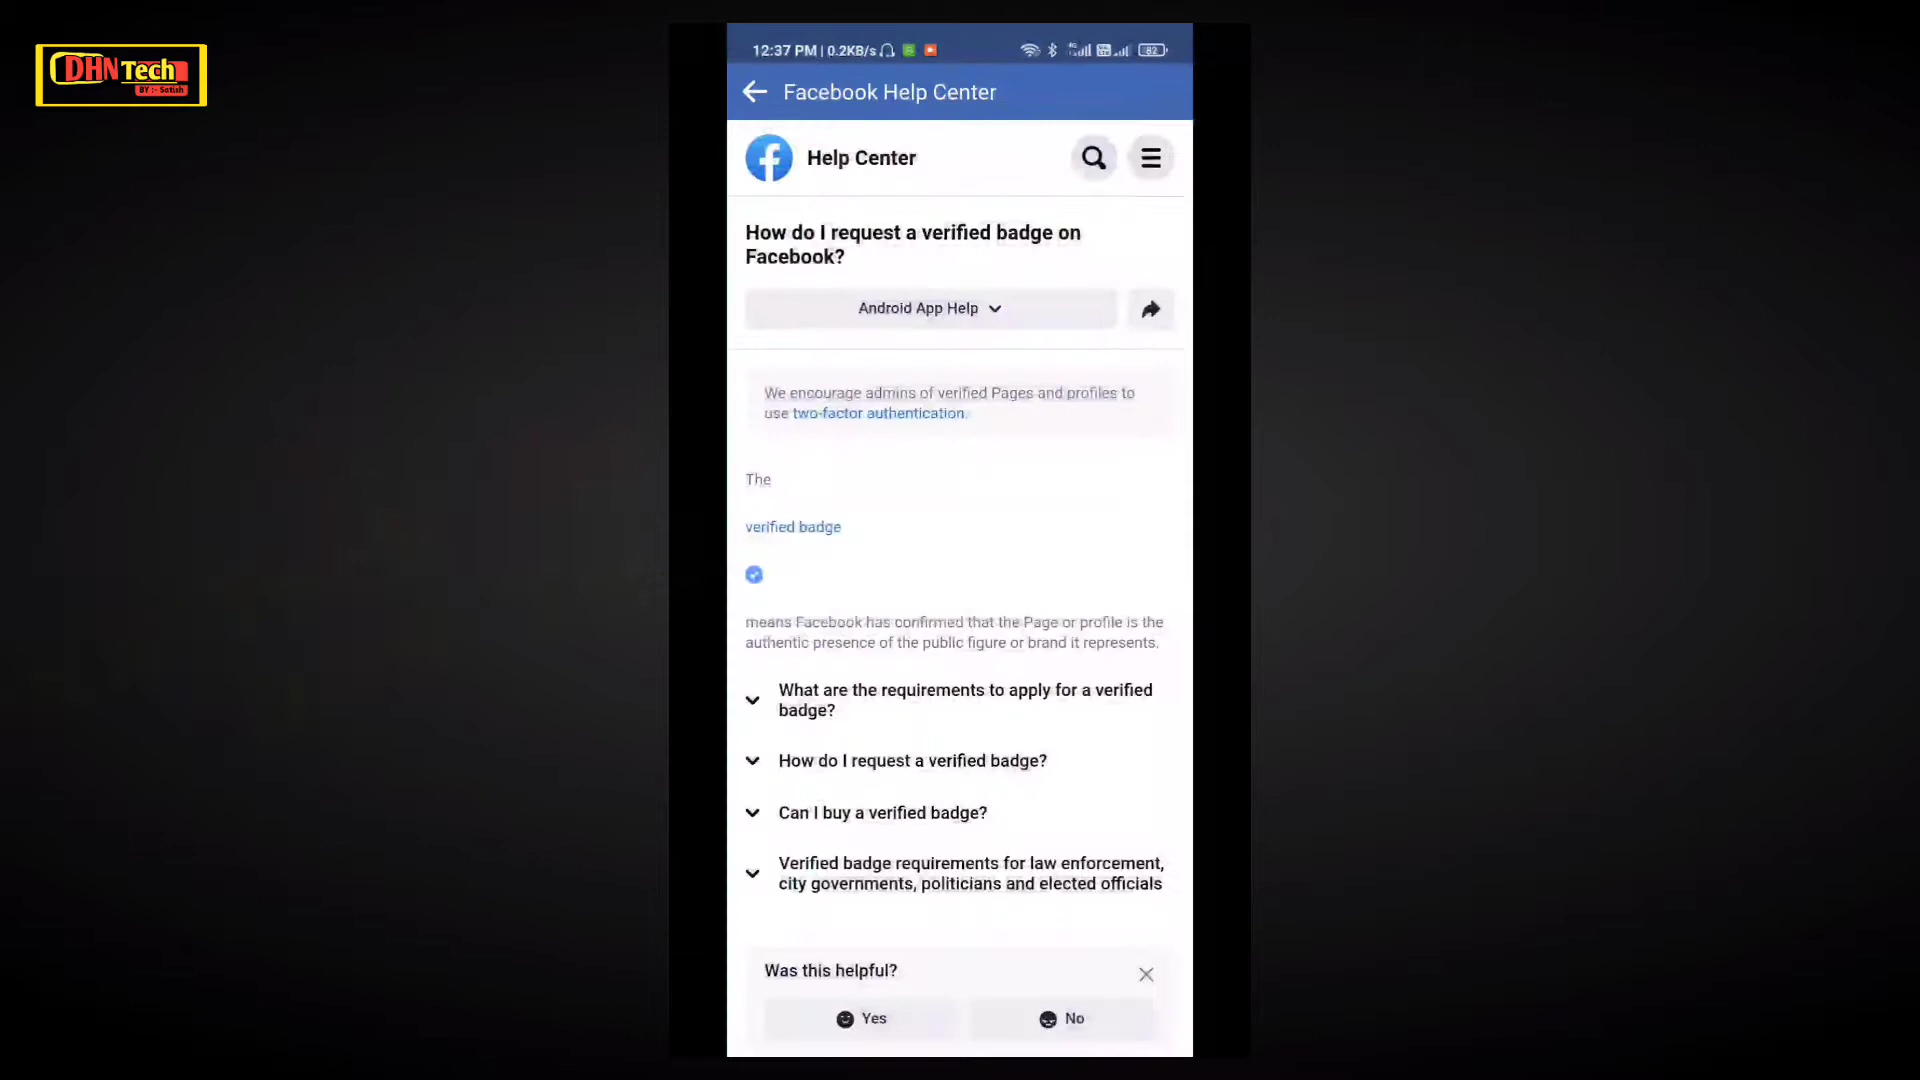 DHN Tech
BY :- Satish
12:37 PM | 0.2KB/s
82
Facebook Help Center
Help Center
How do I request a verified badge on
Facebook?
Android App Help
We encourage admins of verified Pages and profiles to
use two-factor authentication.
The
verified badge
means Facebook has confirmed that the Page or profile is the
authentic presence of the public figure or brand it represents.
What are the requirements to apply for a verified
badge?
How do I request a verified badge?
Can I buy a verified badge?
Verified badge requirements for law enforcement,
city governments, politicians and elected officials
Was this helpful?
Yes
No